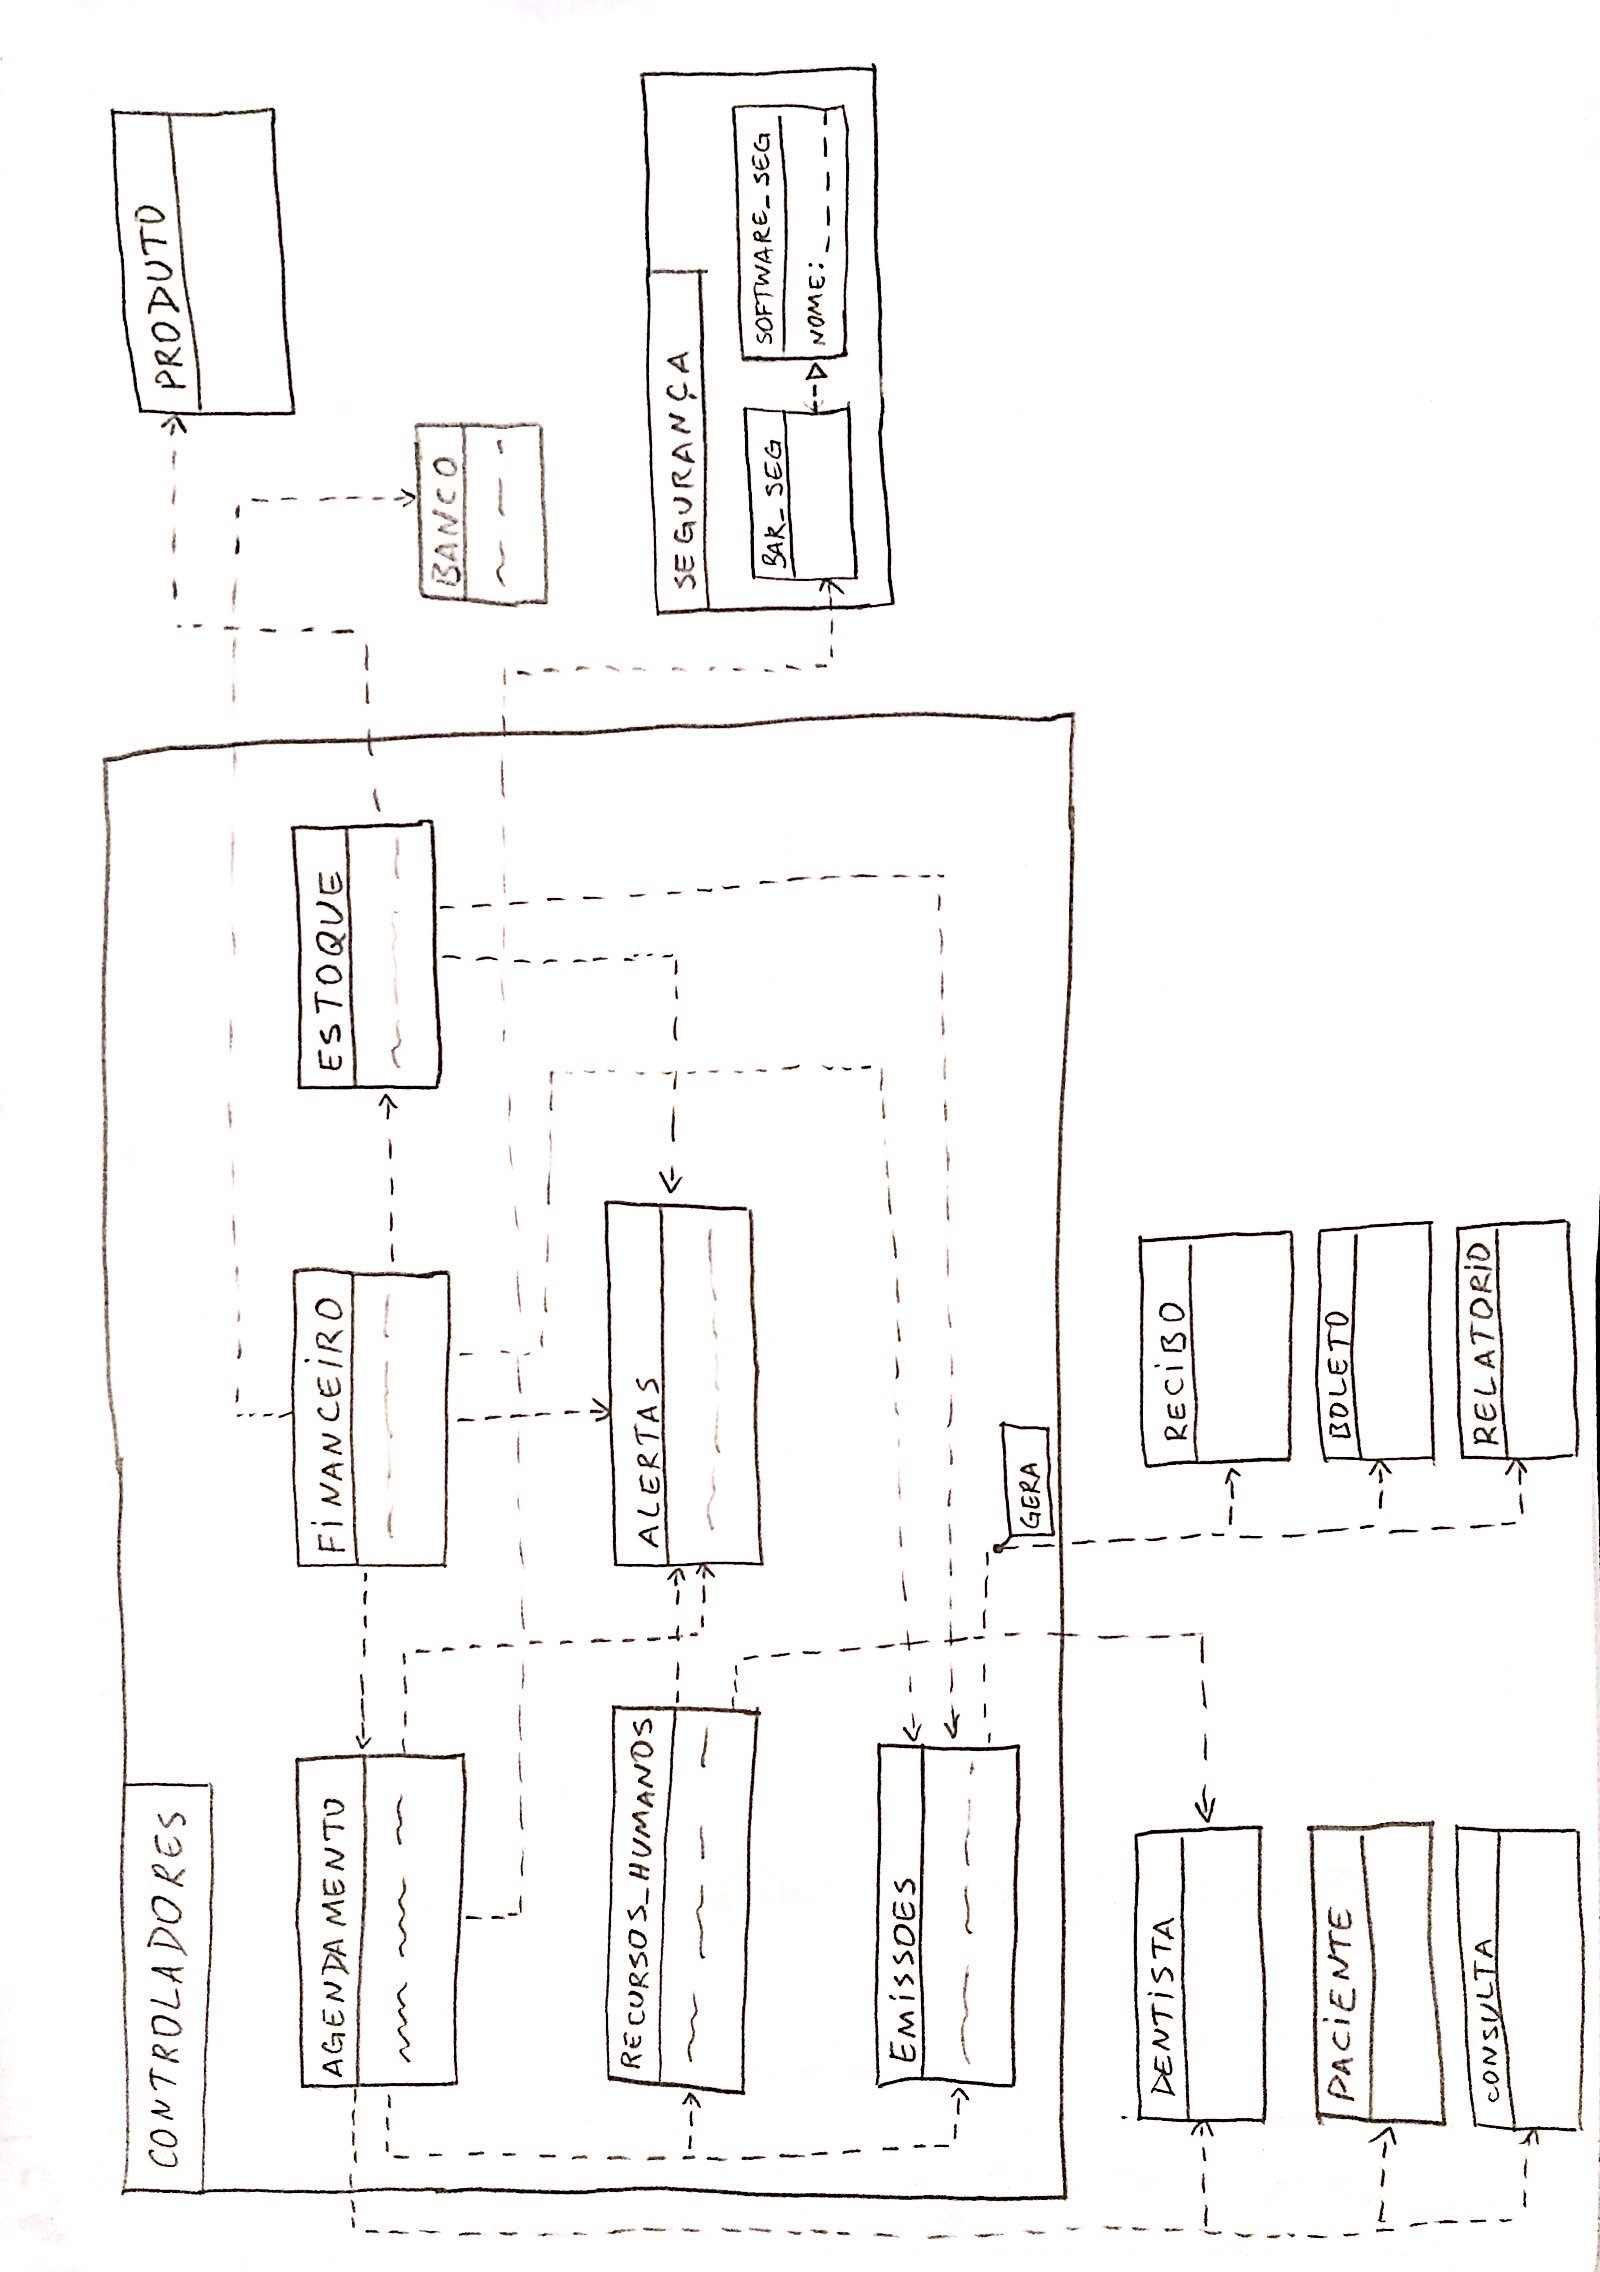 CONTROLADORES
AGENDAMENTO
FINANCEIRO
ESTOQUE
PRODUTO
BANCO
RECURSOS_HUMANOS
ALERTAS
SEGURANÇA
BAR_SEG
SOFTWARE_SEG
NOME:
EMISSOES
GERA
DENTISTA
RECIBO
PACIENTE
BOLETO
CONSULTA
RELATORIO